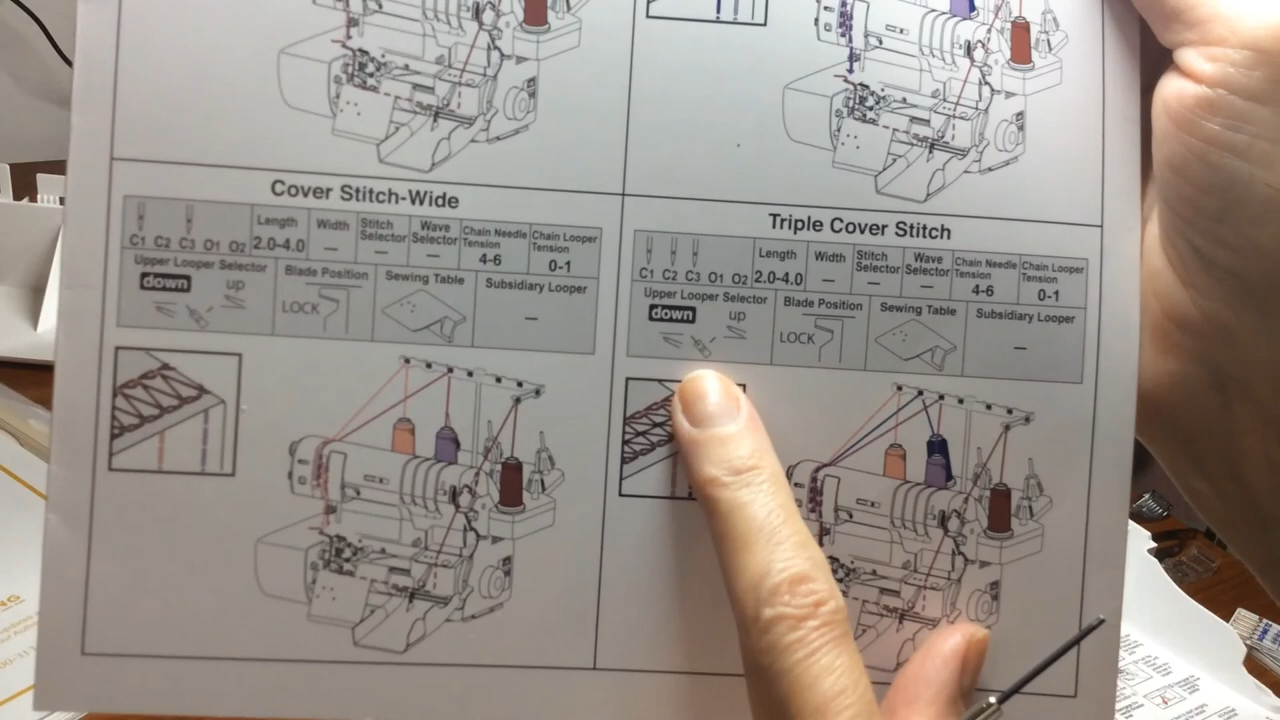 Cover Stitch-Wide
C1 C2 C3 O1 O2
Length
2.0-4.0
Width
—
Stitch
Selector
—
Wave
Selector
—
Chain Needle
Tension
4-6
Chain Looper
Tension
0-1
Upper Looper Selector
down up
Blade Position
LOCK
Sewing Table
Subsidiary Looper
—
Triple Cover Stitch
C1 C2 C3 O1 O2
Length
2.0-4.0
Width
—
Stitch
Selector
—
Wave
Selector
—
Chain Needle
Tension
4-6
Chain Looper
Tension
0-1
Upper Looper Selector
down up
Blade Position
LOCK
Sewing Table
Subsidiary Looper
—